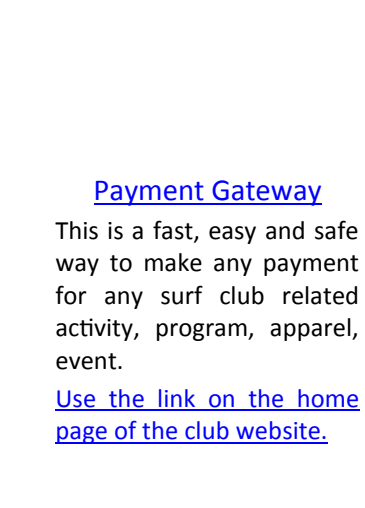 Payment Gateway
This is a fast, easy and safe
way to make any payment
for any surf club related
activity, program, apparel,
event.
Use the link on the home
page of the club website.